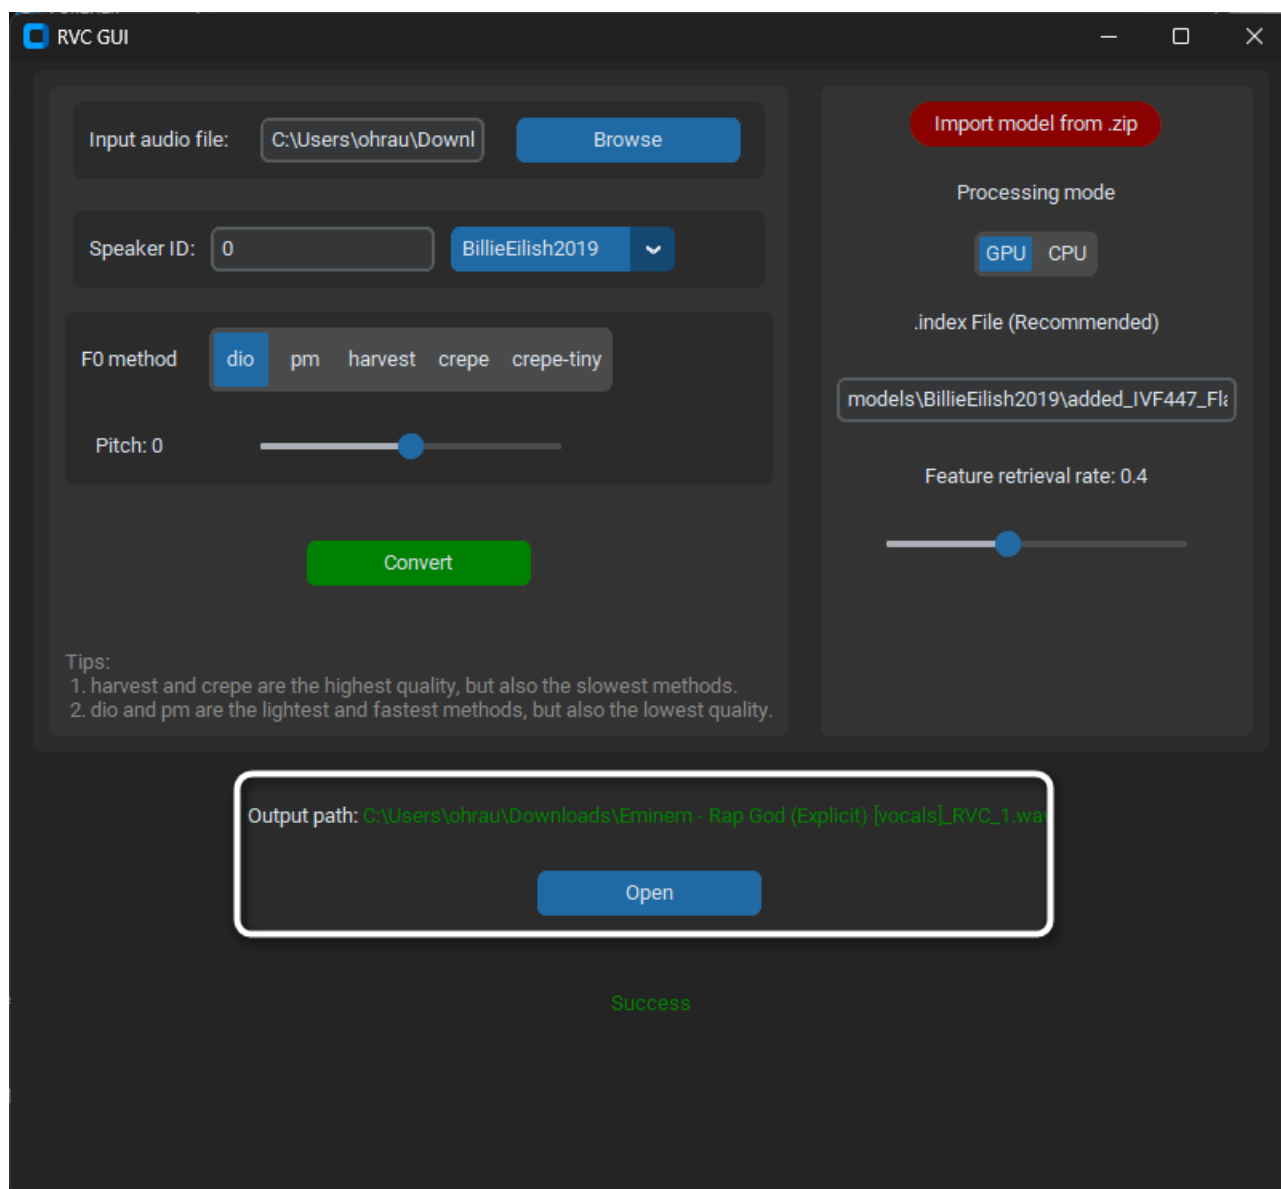 RVC GUI
Input audio file:
C:\Users\ohrau\Downl
Browse
Speaker ID:
0
BillieEilish2019
F0 method
dio
pm
harvest
crepe
crepe-tiny
Pitch: 0
Convert
Tips:
1. harvest and crepe are the highest quality, but also the slowest methods.
2. dio and pm are the lightest and fastest methods, but also the lowest quality.
Import model from .zip
Processing mode
GPU
CPU
.index File (Recommended)
models\BillieEilish2019\added_IVF447_Fla
Feature retrieval rate: 0.4
Output path: C:\Users\ohrau\Downloads\Eminem - Rap God (Explicit) [vocals]_RVC_1.wav
Open
Success